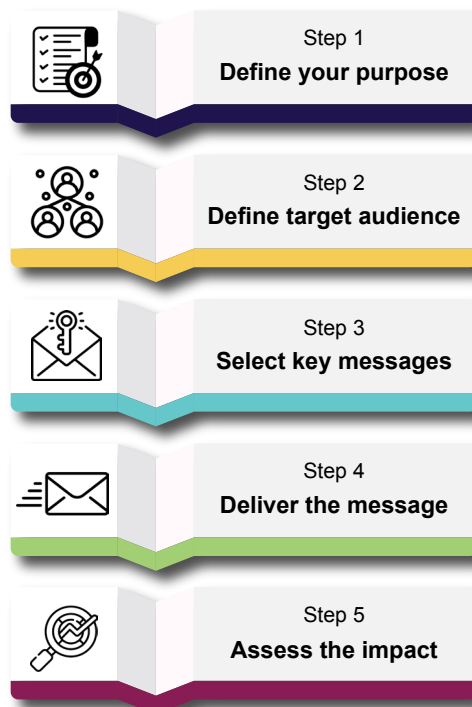 Step 1
Define your purpose
Step 2
Define target audience
Step 3
Select key messages
Step 4
Deliver the message
Step 5
Assess the impact